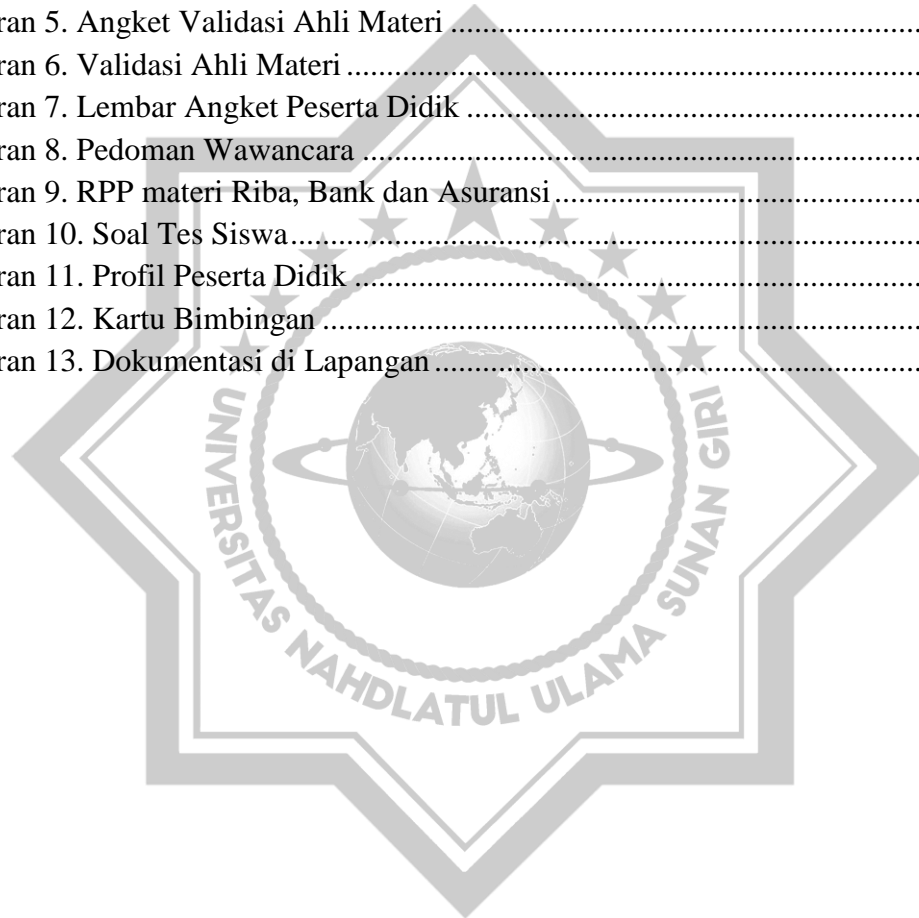 ran 5. Angket Validasi Ahli Materi
ran 6. Validasi Ahli Materi
ran 7. Lembar Angket Peserta Didik
ran 8. Pedoman Wawancara
ran 9. RPP materi Riba, Bank dan Asuransi
ran 10. Soal Tes Siswa
ran 11. Profil Peserta Didik
ran 12. Kartu Bimbingan
ran 13. Dokumentasi di Lapangan
UNIVERSITAS NAHDLATUL ULAMA SUNAN GIRI